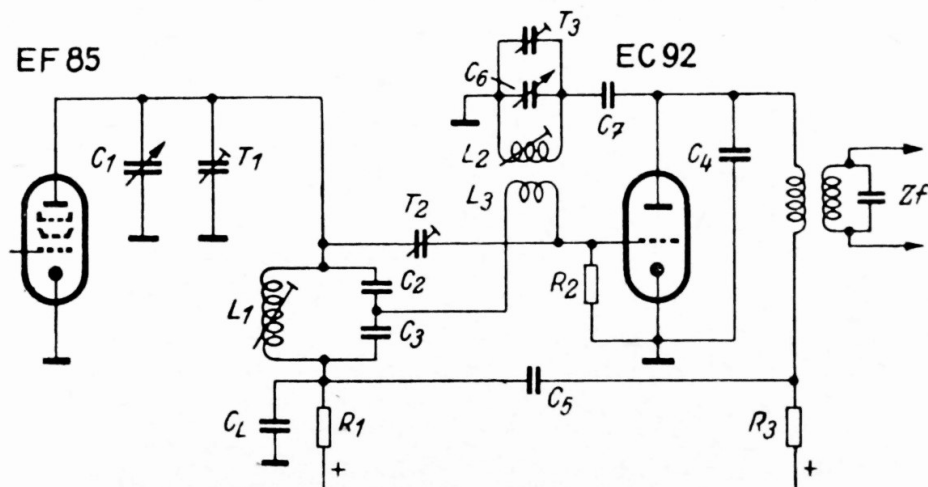 EF 85
EC 92
T3
C6
C7
C1
T1
L2
C4
L3
T2
Zf
C2
R2
L1
C3
C5
CL
R1
R3
+
+